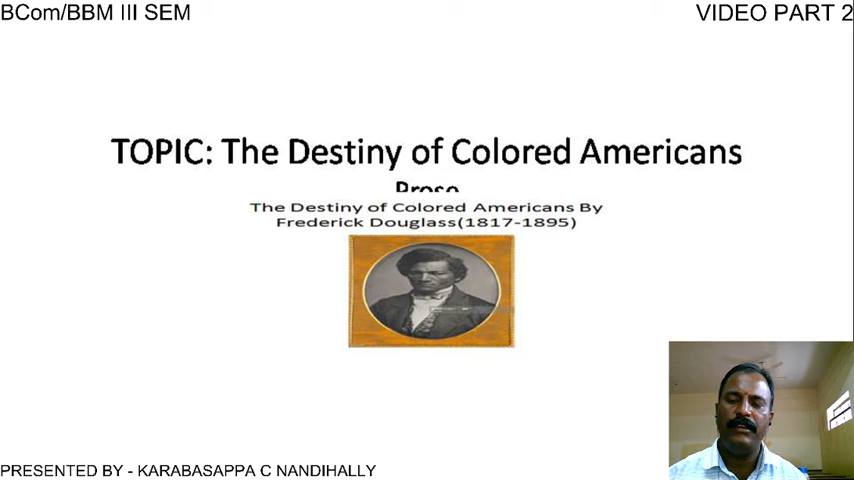 BCom/BBM III SEM
VIDEO PART 2
TOPIC: The Destiny of Colored Americans
Prose
The Destiny of Colored Americans By
Frederick Douglass(1817-1895)
PRESENTED BY - KARABASAPPA C NANDIHALLY